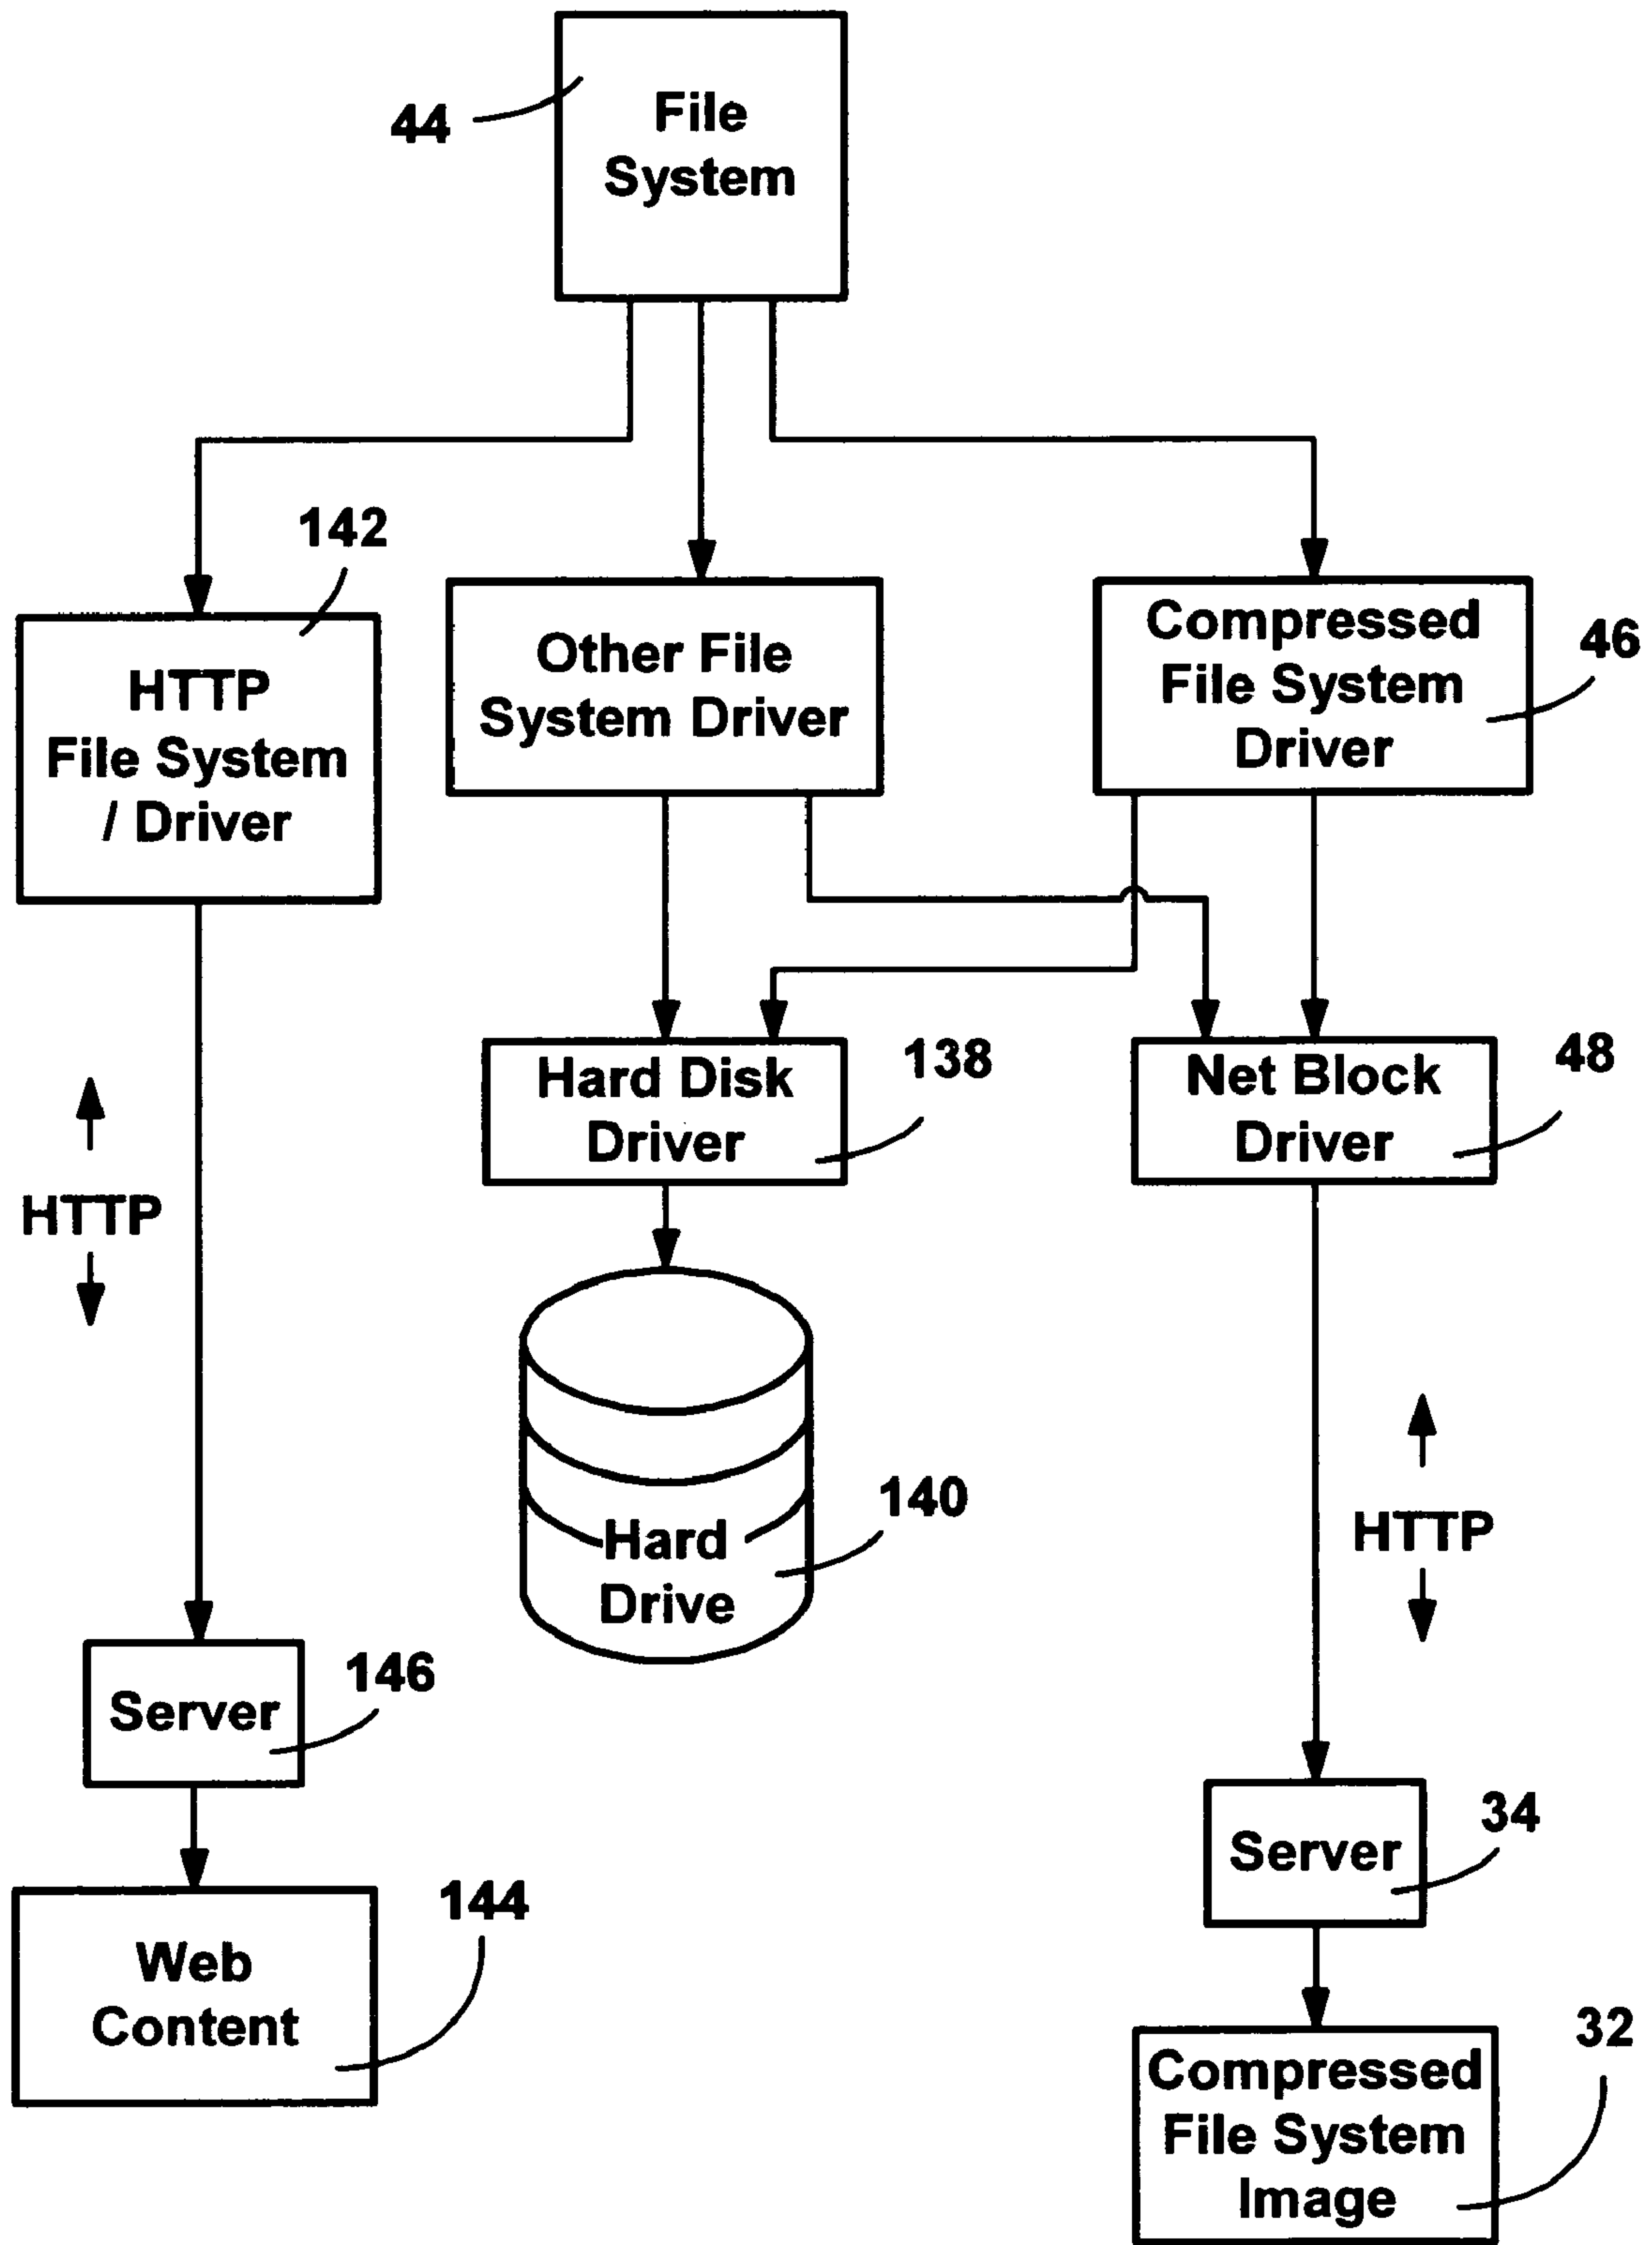 44
File
System
142
HTTP
File System
/ Driver
Other File
System Driver
Compressed
File System
Driver
46
Hard Disk
Driver
138
Net Block
Driver
48
HTTP
Hard
Drive
140
HTTP
Server
146
Server
34
Web
Content
144
Compressed
File System
Image
32